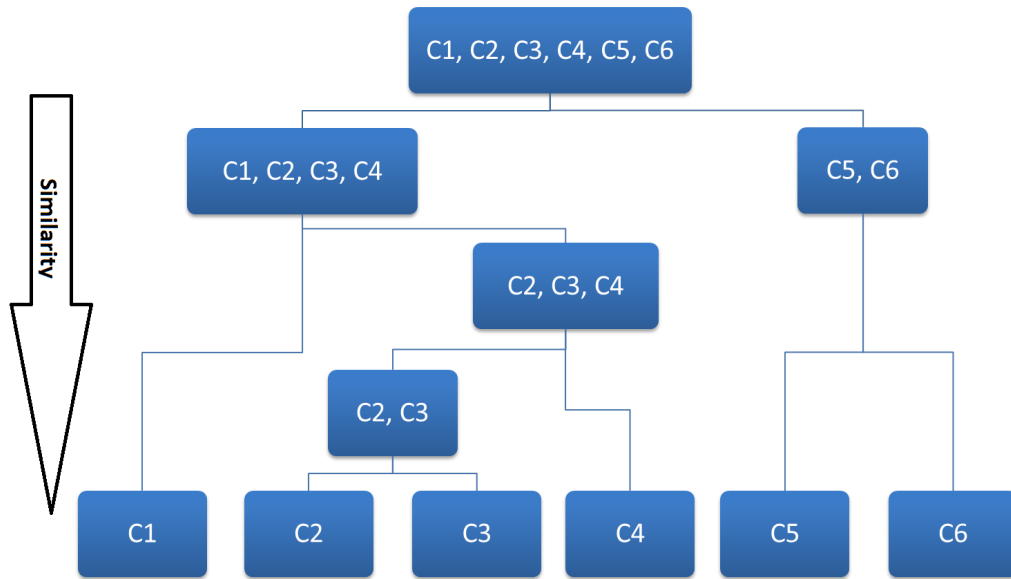 C1, C2, C3, C4, C5, C6
C1, C2, C3, C4
C5, C6
Similarity
C2, C3, C4
C2, C3
C1
C2
C3
C4
C5
C6